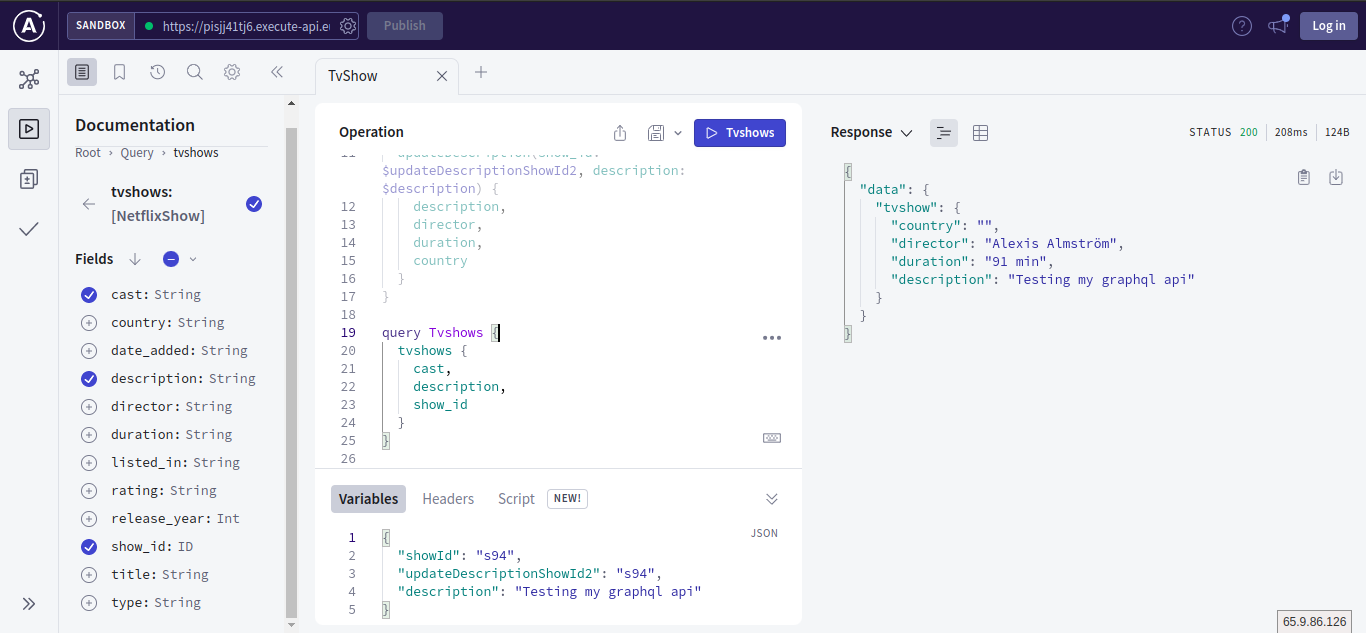 SANDBOX
https://pisjj41tj6.execute-api.e
Publish
Log in
TvShow
Documentation
Root › Query › tvshows
tvshows:
[NetflixShow]
Fields
cast: String
country: String
date_added: String
description: String
director: String
duration: String
listed_in: String
rating: String
release_year: Int
show_id: ID
title: String
type: String
Operation
Tvshows
11 updateDescription(show_id:
$updateDescriptionShowId2, description:
$description) {
12 description,
13 director,
14 duration,
15 country
16 }
17 }
18
19 query Tvshows {
20 tvshows {
21 cast,
22 description,
23 show_id
24 }
25 }
26
Variables Headers Script NEW!
JSON
1 {
2 "showId": "s94",
3 "updateDescriptionShowId2": "s94",
4 "description": "Testing my graphql api"
5 }
Response
STATUS 200 208ms 124B
{
"data": {
"tvshow": {
"country": "",
"director": "Alexis Almström",
"duration": "91 min",
"description": "Testing my graphql api"
}
}
}
65.9.86.126